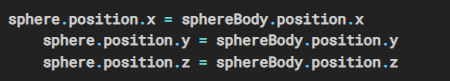 sphere.position.x = sphereBody.position.x
    sphere.position.y = sphereBody.position.y
    sphere.position.z = sphereBody.position.z